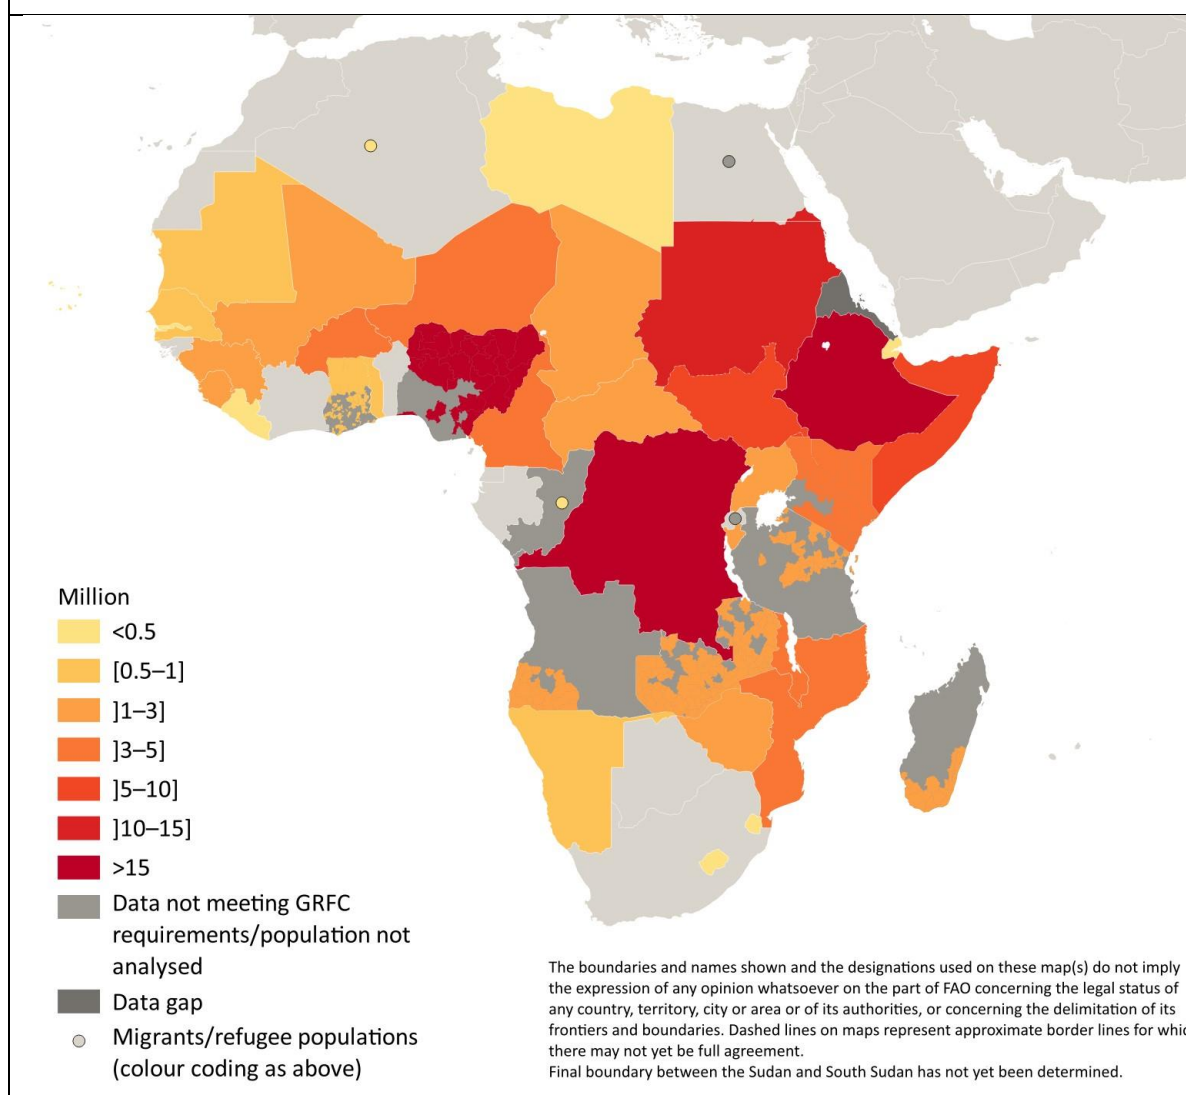 Million
<0.5
[0.5–1]
]1–3]
]3–5]
]5–10]
]10–15]
>15
Data not meeting GRFC
requirements/population not
analysed
Data gap
Migrants/refugee populations
(colour coding as above)
The boundaries and names shown and the designations used on these map(s) do not imply
the expression of any opinion whatsoever on the part of FAO concerning the legal status of
any country, territory, city or area or of its authorities, or concerning the delimitation of its
frontiers and boundaries. Dashed lines on maps represent approximate border lines for
there may not yet be full agreement.
Final boundary between the Sudan and South Sudan has not yet been determined.